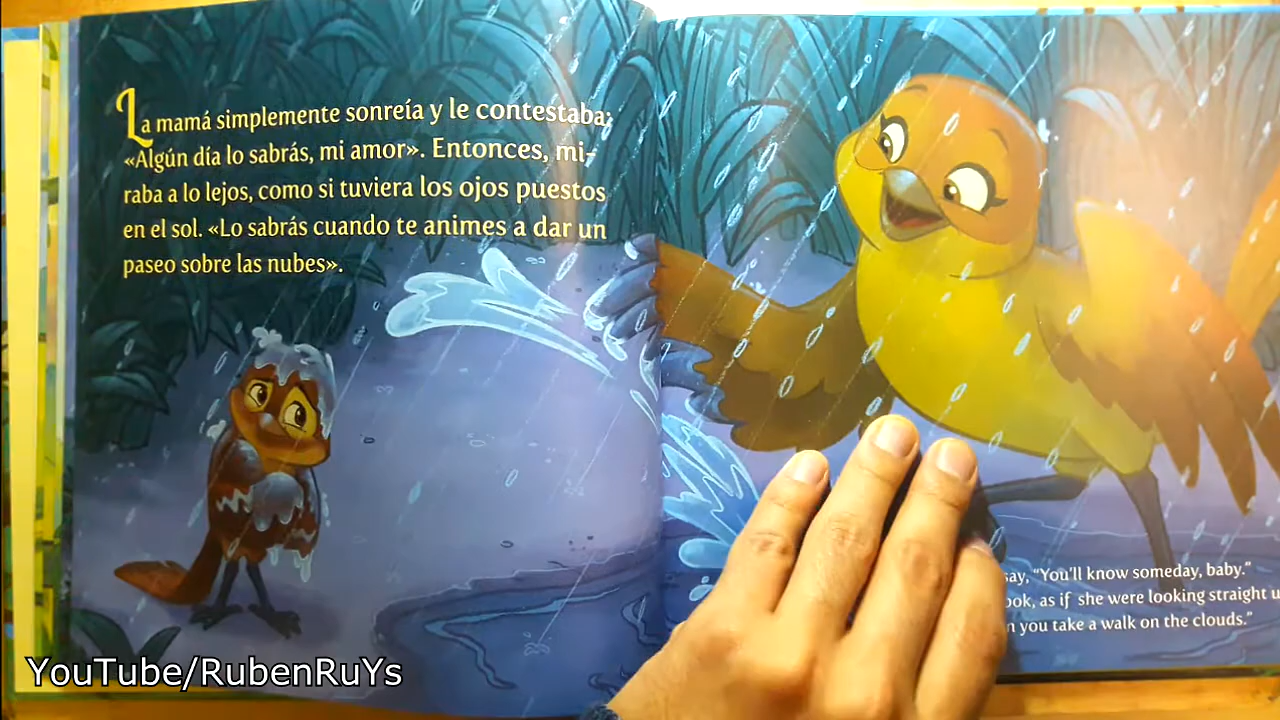 La mamá simplemente sonreía y le contestaba:
«Algún día lo sabrás, mi amor». Entonces, mi-
raba a lo lejos, como si tuviera los ojos puestos
en el sol. «Lo sabrás cuando te animes a dar un
paseo sobre las nubes».
say, “You’ll know someday, baby.”
look, as if she were looking straight
you take a walk on the clouds.”
YouTube/RubenRuYs